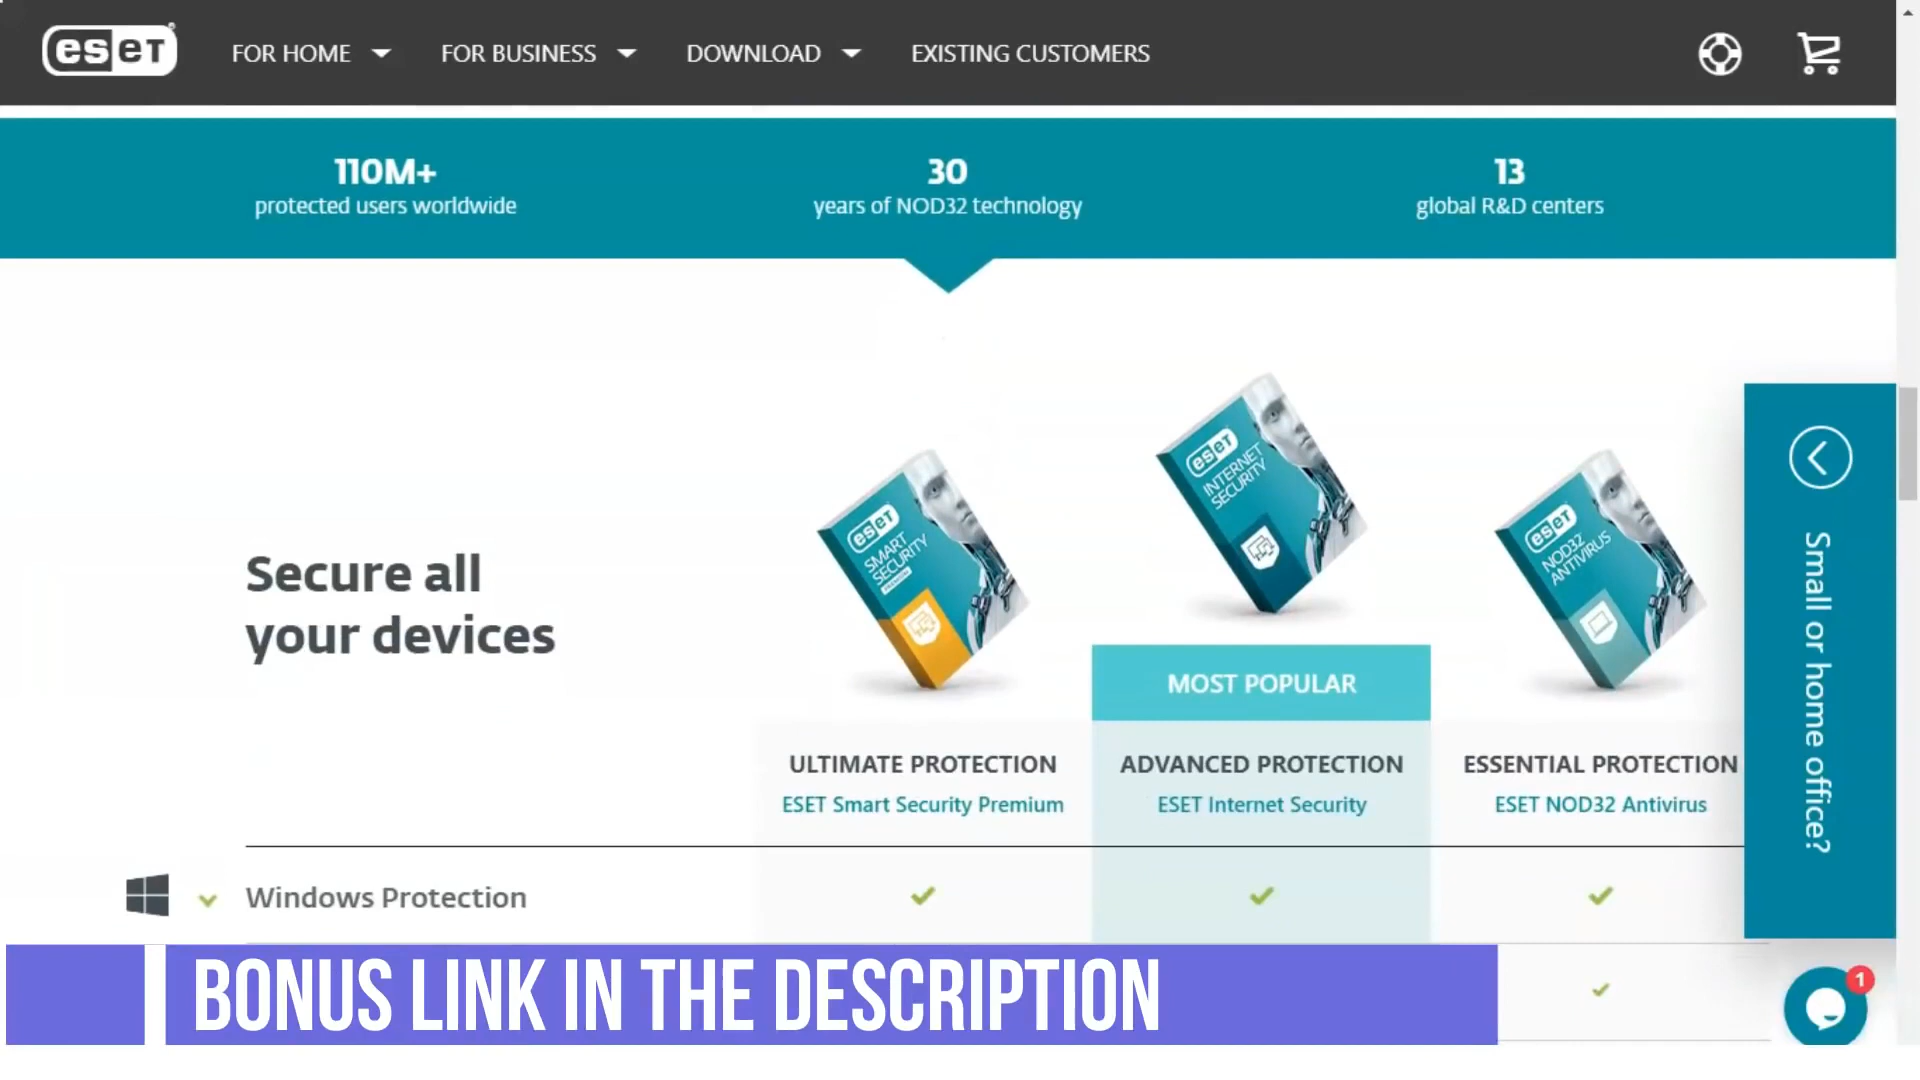 eset
FOR HOME
FOR BUSINESS
DOWNLOAD
EXISTING CUSTOMERS
110M+
protected users worldwide
30
years of NOD32 technology
13
global R&D centers
Secure all
your devices
eset
SMART
SECURITY
PREMIUM
eset
INTERNET
SECURITY
eset
NOD32
ANTIVIRUS
MOST POPULAR
ULTIMATE PROTECTION
ESET Smart Security Premium
ADVANCED PROTECTION
ESET Internet Security
ESSENTIAL PROTECTION
ESET NOD32 Antivirus
Small or home office?
Windows Protection
BONUS LINK IN THE DESCRIPTION
1